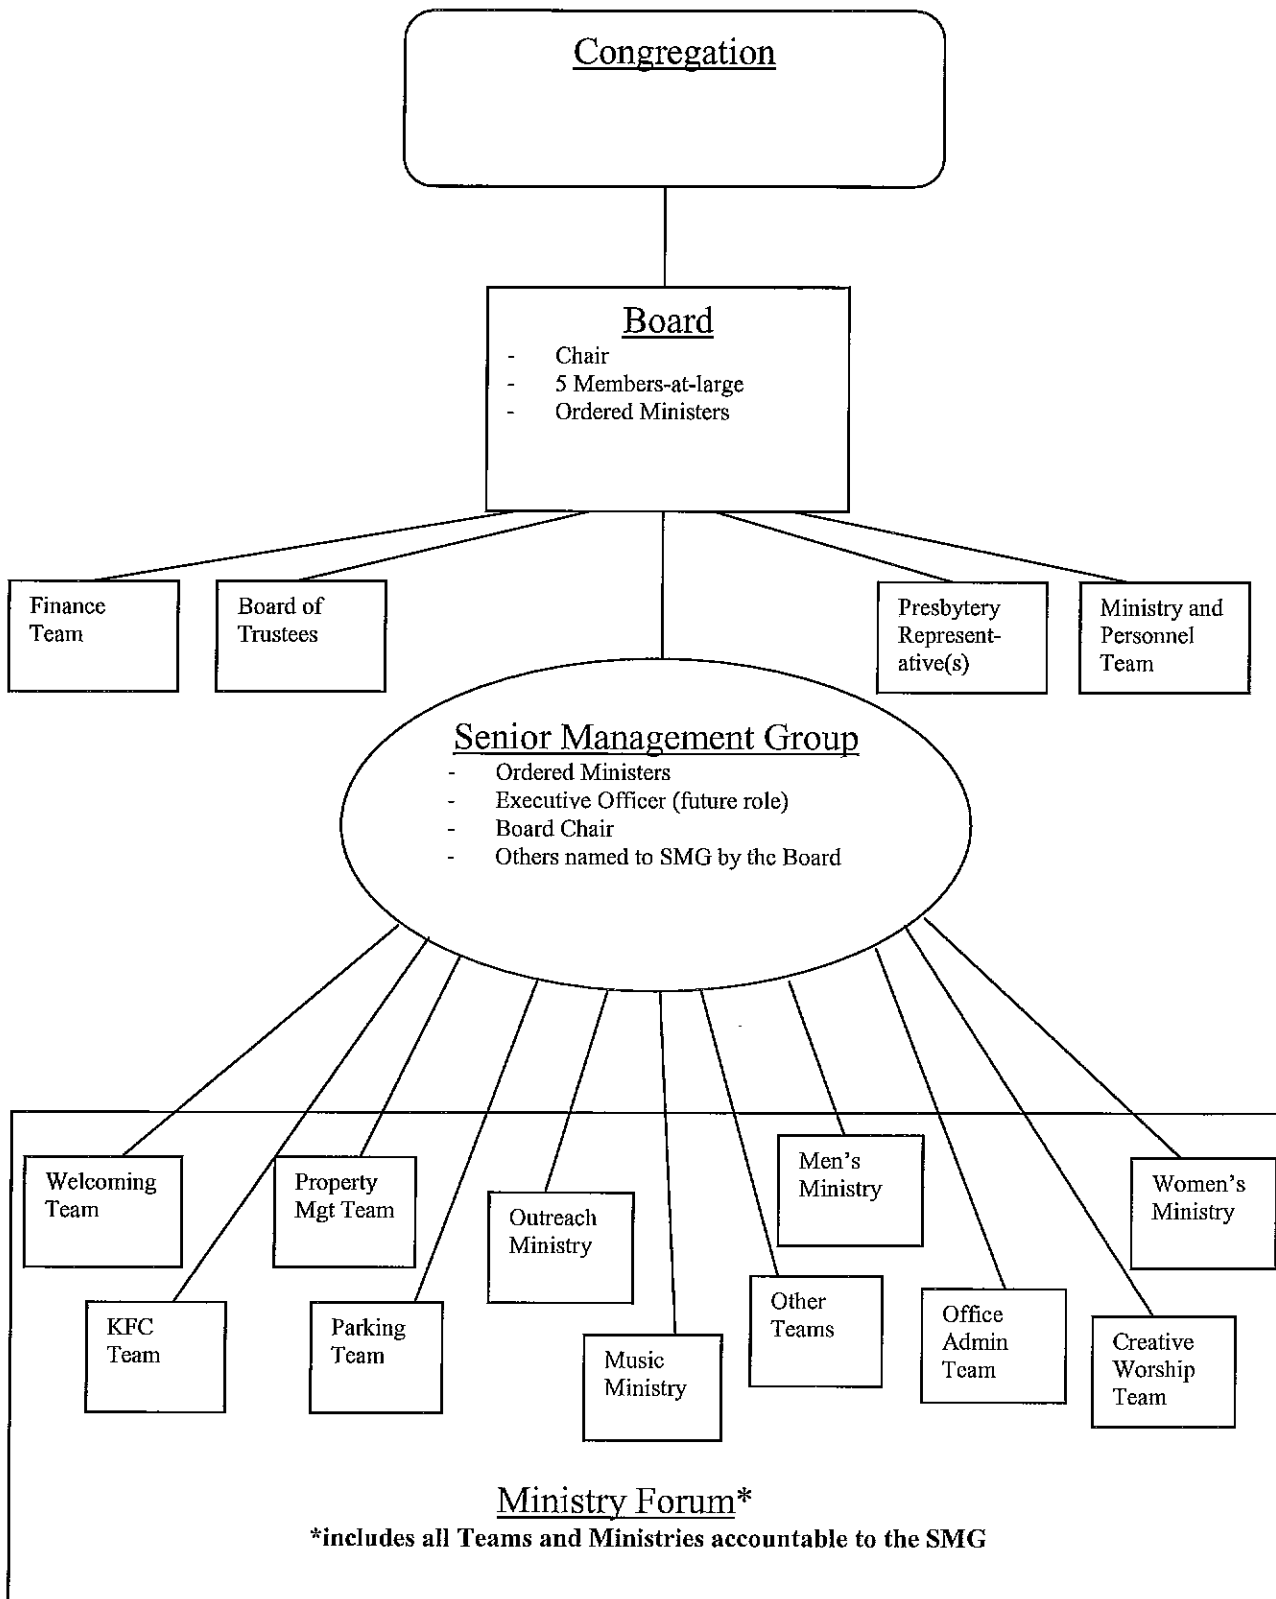 Congregation
Board
- Chair
- 5 Members-at-large
- Ordered Ministers
Finance
Team
Board of
Trustees
Presbytery
Represent-
ative(s)
Ministry and
Personnel
Team
Senior Management Group
- Ordered Ministers
- Executive Officer (future role)
- Board Chair
- Others named to SMG by the Board
Welcoming
Team
Property
Mgt Team
Outreach
Ministry
Men's
Ministry
Women's
Ministry
KFC
Team
Parking
Team
Music
Ministry
Other
Teams
Office
Admin
Team
Creative
Worship
Team
Ministry Forum*
*includes all Teams and Ministries accountable to the SMG